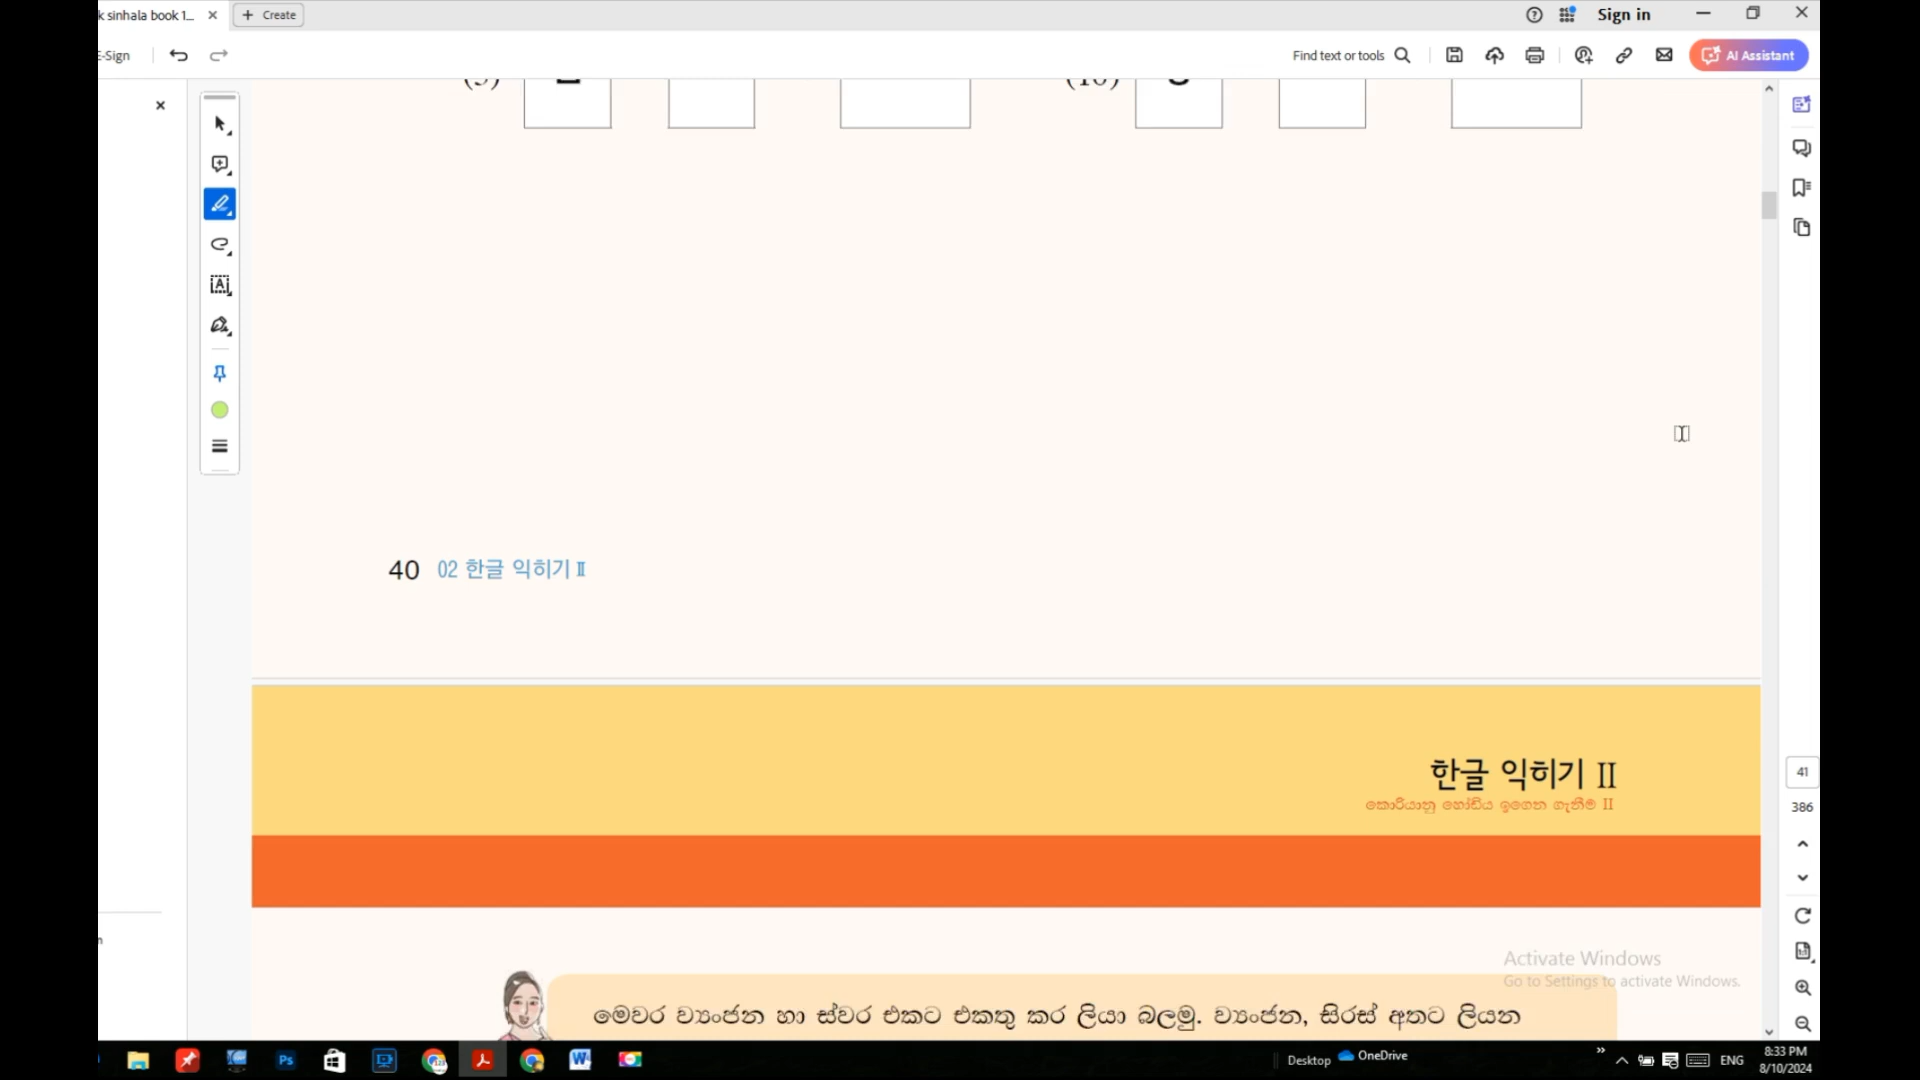 k sinhala book 1...
Create
Sign in
E-Sign
Find text or tools
AI Assistant
40 02 한글 익히기 Ⅱ
한글 익히기 Ⅱ
කොරියානු හෝඩිය ඉගෙන ගැනීම II
41
386
Activate Windows
Go to Settings to activate Windows.
මෙවර ව්‍යංජන හා ස්වර එකට එකතු කර ලියා බලමු. ව්‍යංජන, සිරස් අතට ලියන
Desktop
OneDrive
ENG
8:33 PM
8/10/2024